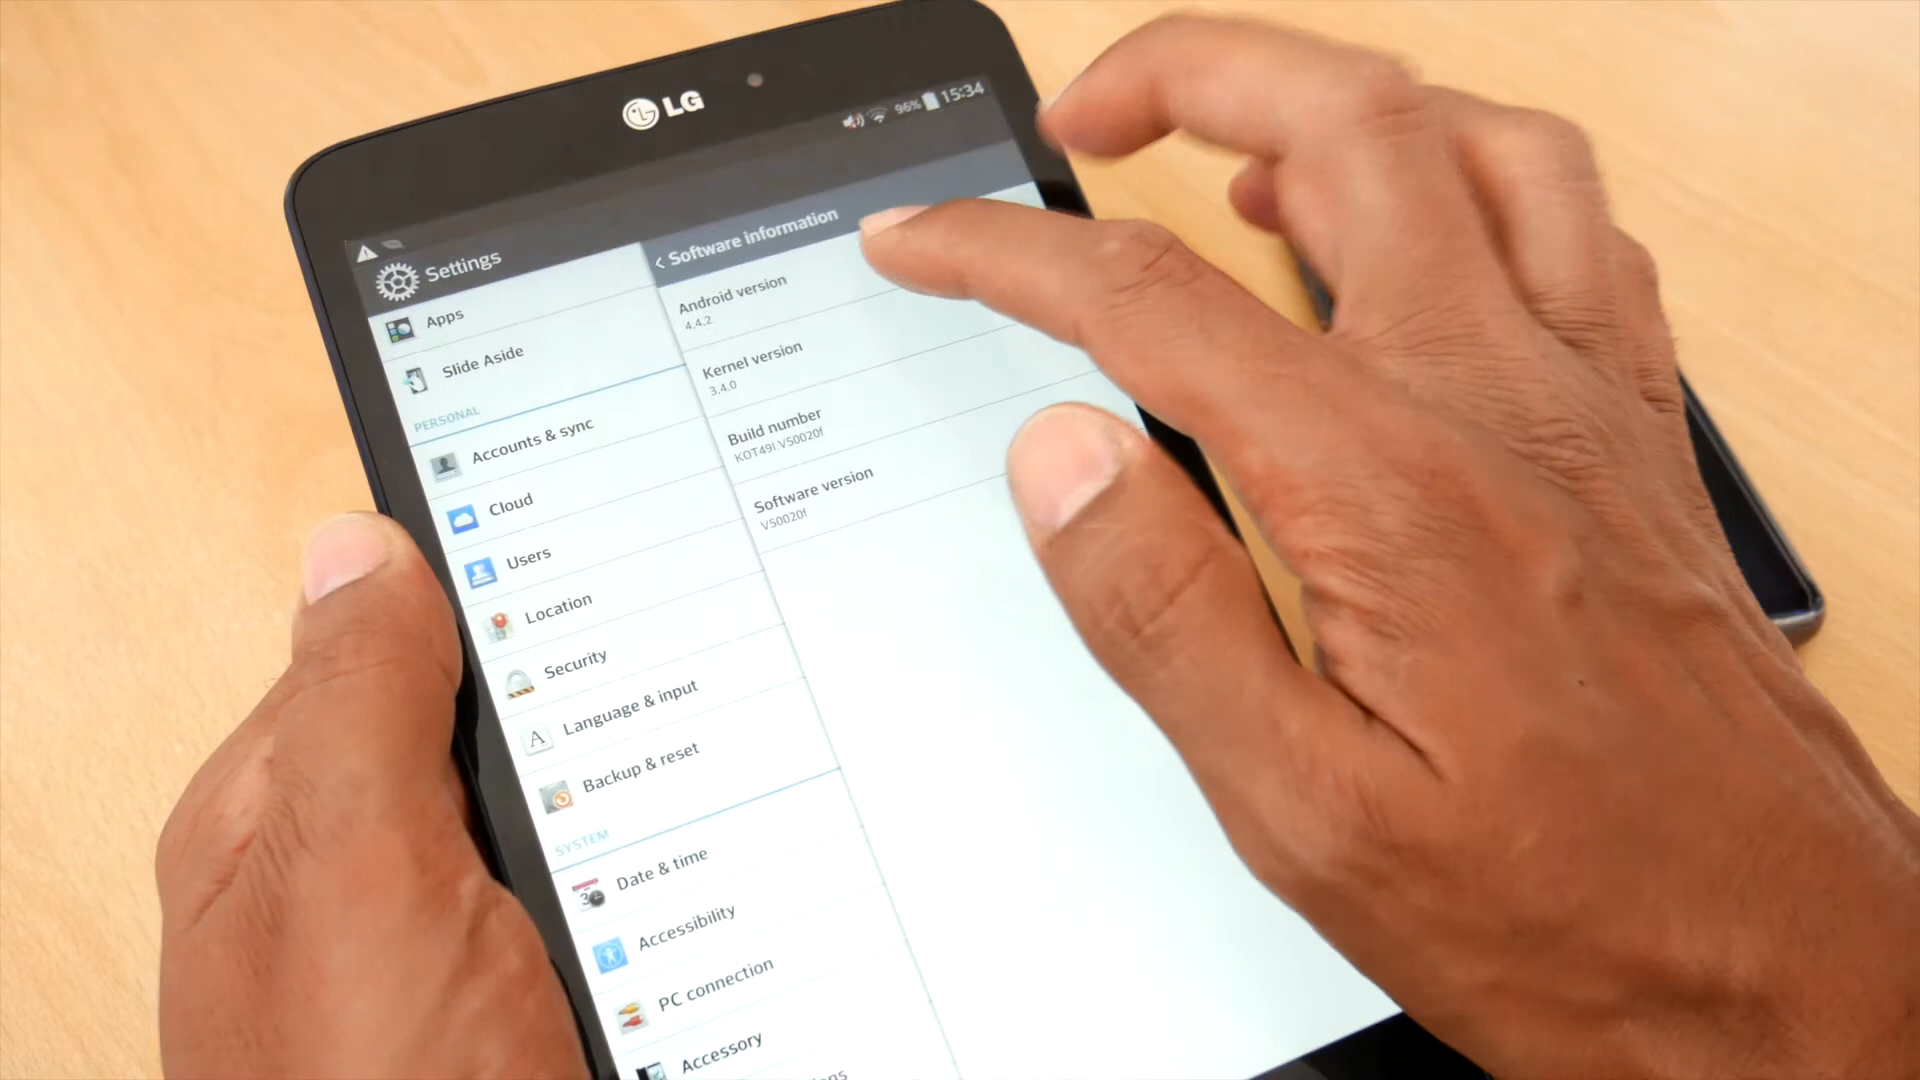 LG
96% 15:34
Settings
Apps
Slide Aside
PERSONAL
Accounts & sync
Cloud
Users
Location
Security
Language & input
Backup & reset
SYSTEM
Date & time
Accessibility
PC connection
Accessory
< Software information
Android version
4.4.2
Kernel version
3.4.0
Build number
KOT49I.V50020f
Software version
V50020f